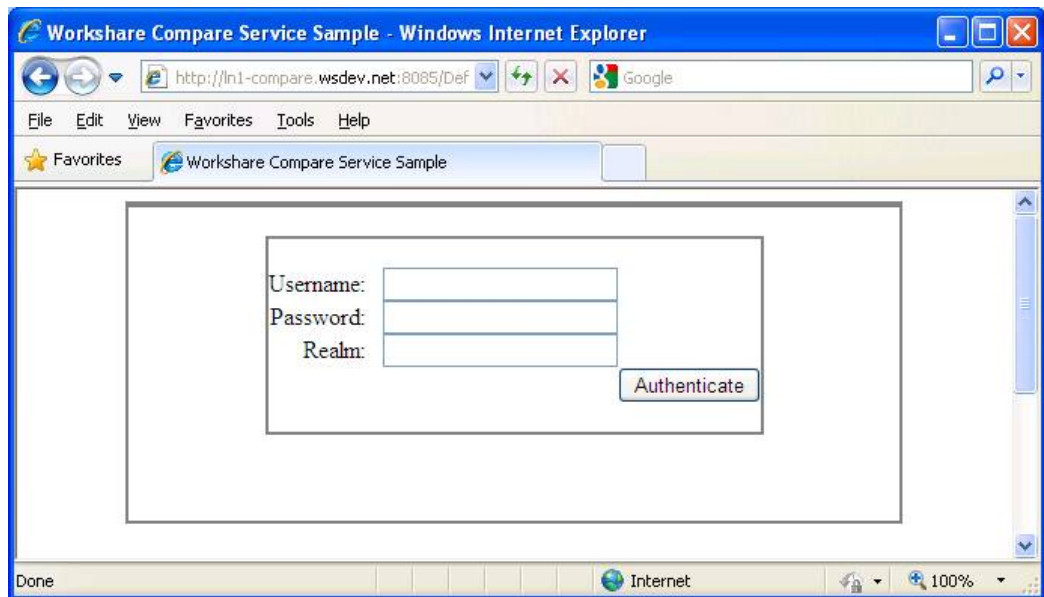 Workshare Compare Service Sample - Windows Internet Explorer
http://ln1-compare.wsdev.net:8085/Def
Google
File Edit View Favorites Tools Help
Favorites Workshare Compare Service Sample
Username:
Password:
Realm:
Authenticate
Done Internet 100%